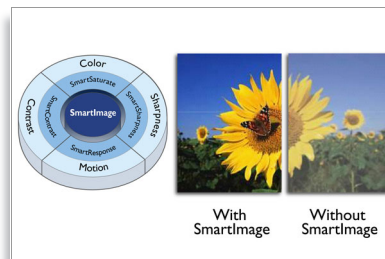 Color
SmartSaturate
Contrast
SmartContrast
SmartImage
SmartSharpness
Sharpness
SmartResponse
Motion
With
SmartImage
Without
SmartImage